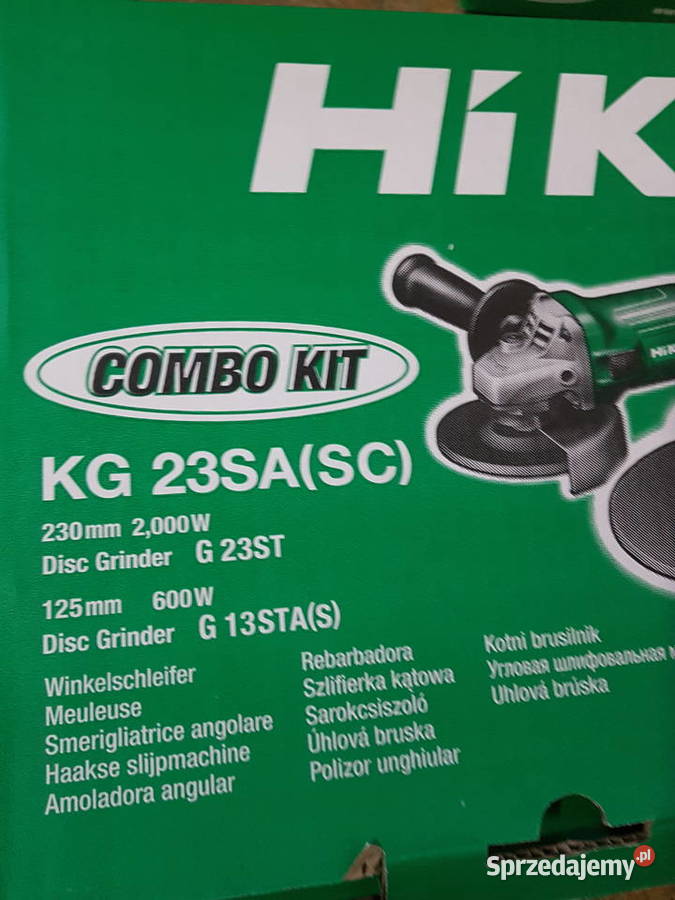 HiK
COMBO KIT
KG 23SA(SC)
230mm 2,000W
Disc Grinder G 23ST
125mm 600W
Disc Grinder G 13STA(S)
Winkelschleifer
Meuleuse
Smerigliatrice angolare
Haakse slijpmachine
Amoladora angular
Rebarbadora
Szlifierka kątowa
Sarokcsiszoló
Úhlová bruska
Polizor unghiular
Kotni brusilnik
Угловая шлифовальная м
Uhlová brúska
HiK
Sprzedajemy.pl